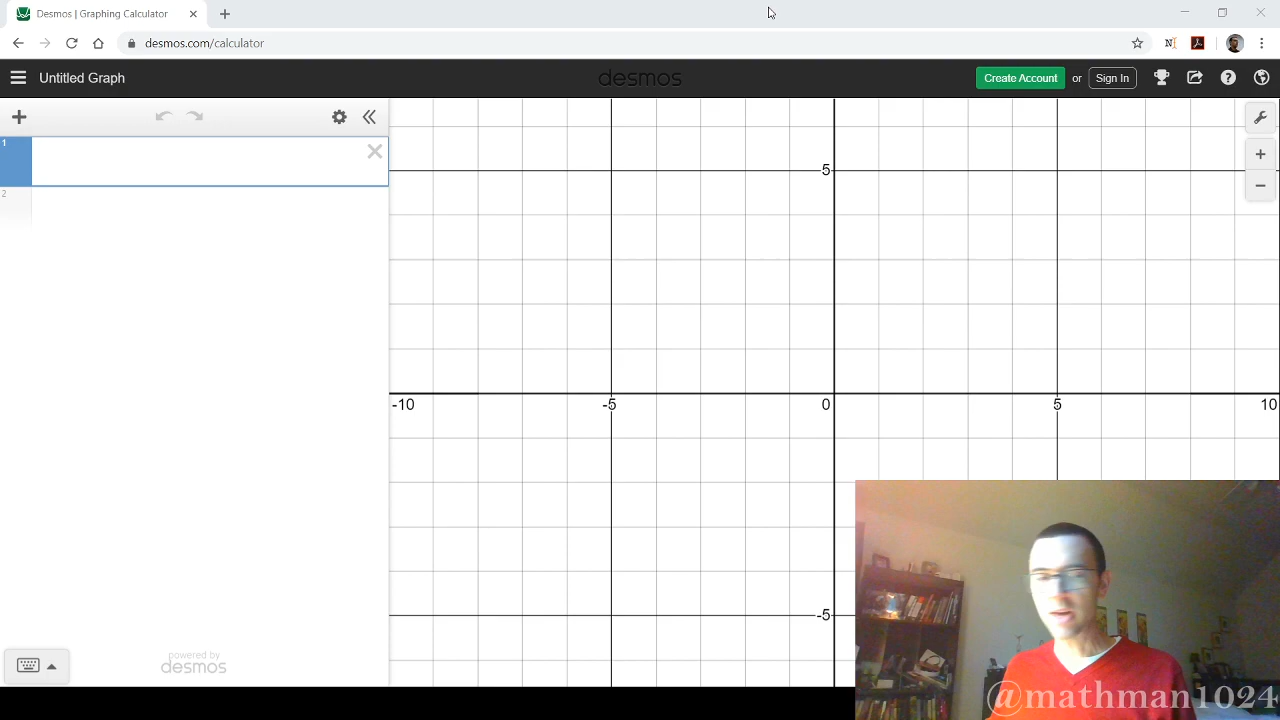 Desmos | Graphing Calculator
desmos.com/calculator
N
Untitled Graph
desmos
Create Account or Sign In
1
2
5
-10 -5 0 5 10
-5
powered by
desmos
@mathman1024